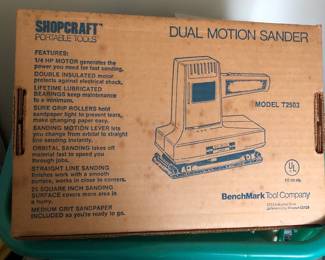 SHOPCRAFT
PORTABLE TOOLS
DUAL MOTION SANDER
FEATURES:
1/4 HP MOTOR generates the
power you need for fast sanding.
DOUBLE INSULATED motor
protects against electrical shock.
LIFETIME LUBRICATED
BEARINGS keep maintenance
to a minimum.
SURE GRIP ROLLERS hold
sandpaper tight to prevent tears,
make changing paper easy.
SANDING MOTION LEVER lets you
change from orbital to straight
line sanding instantly.
ORBITAL SANDING takes off
material fast to speed you
through jobs.
STRAIGHT LINE SANDING
finishes work with a smooth
surface, works in close to corners.
25 SQUARE INCH SANDING
SURFACE covers more area in
a hurry.
MEDIUM GRIT SANDPAPER
INCLUDED so you're ready to go.
MODEL T2503
UL
BenchMark Tool Company